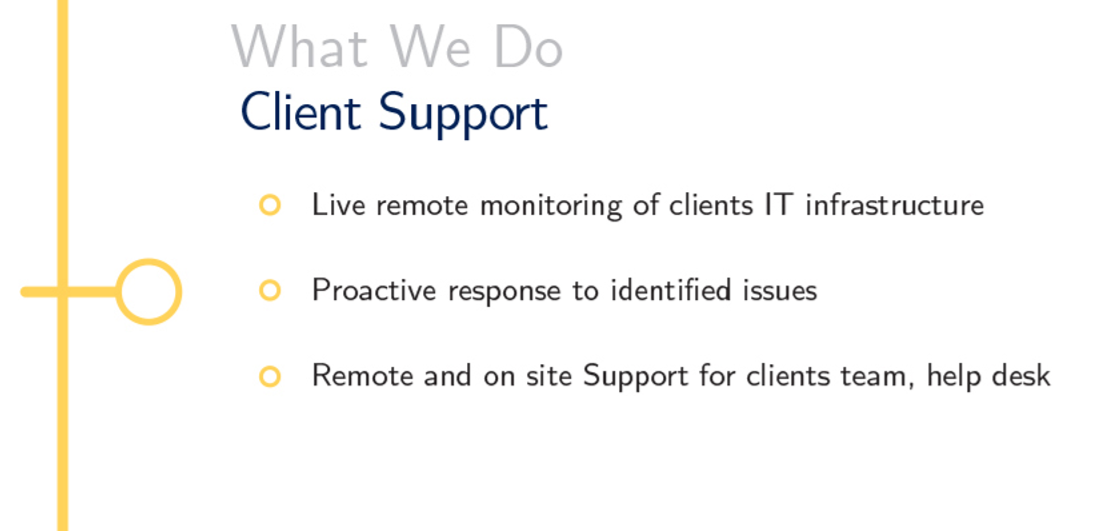 What We Do
Client Support
Live remote monitoring of clients IT infrastructure
Proactive response to identified issues
Remote and on site Support for clients team, help desk